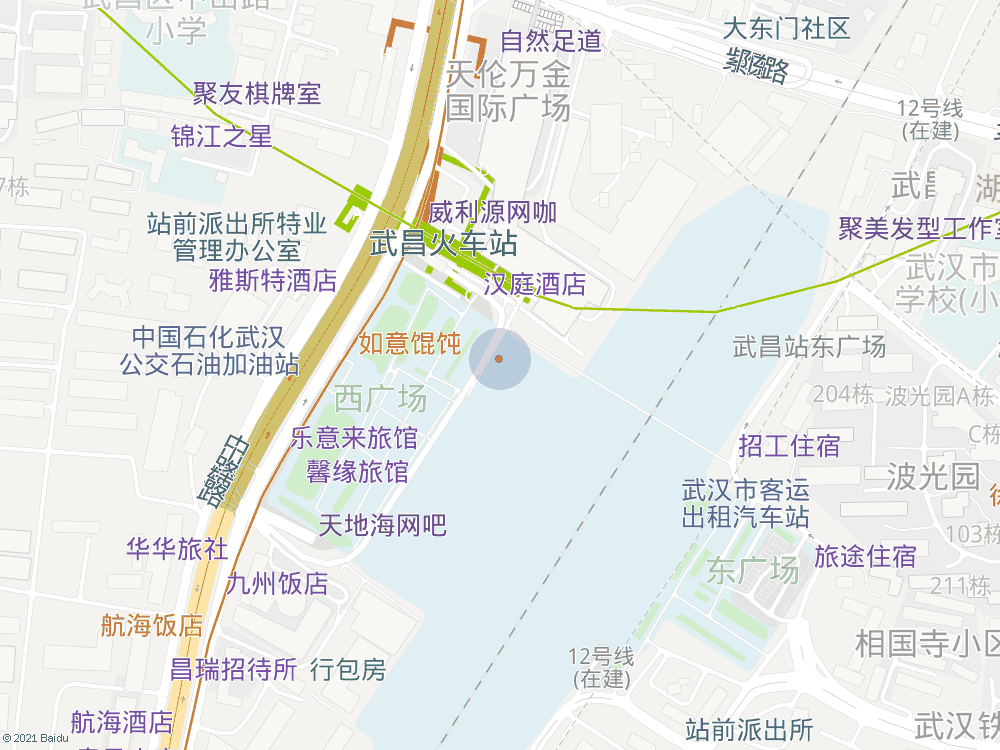 小学
自然足道
大东门社区
天伦万金
国际广场
聚友棋牌室
12号线
(在建)
锦江之星
7栋
武昌
湖
威利源网咖
站前派出所特业
管理办公室
武昌火车站
聚美发型工作室
雅斯特酒店
汉庭酒店
武汉市
学校(小
中国石化武汉
公交石油加油站
如意馄饨
武昌站东广场
西广场
204栋
波光园A栋
乐意来旅馆
C栋
招工住宿
馨缘旅馆
波光园
武汉市客运
出租汽车站
天地海网吧
103栋
华华旅社
旅途住宿
东广场
九州饭店
211栋
航海饭店
相国寺小区
12号线
(在建)
昌瑞招待所
行包房
航海酒店
站前派出所
武汉铁
© 2021 Baidu